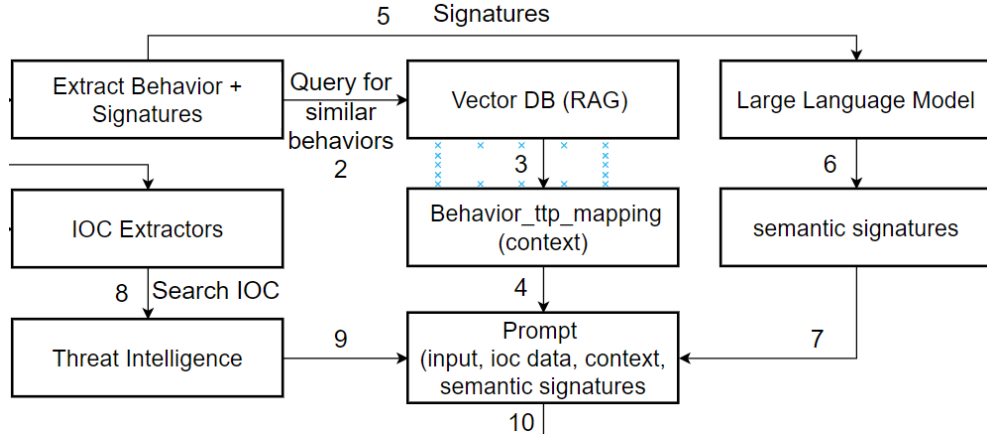 5 Signatures
Extract Behavior +
Signatures
Query for
similar
behaviors
2
Vector DB (RAG)
Large Language Model
3
6
IOC Extractors
Behavior_ttp_mapping
(context)
semantic signatures
8 Search IOC
4
Threat Intelligence
9
Prompt
(input, ioc data, context,
semantic signatures
7
10